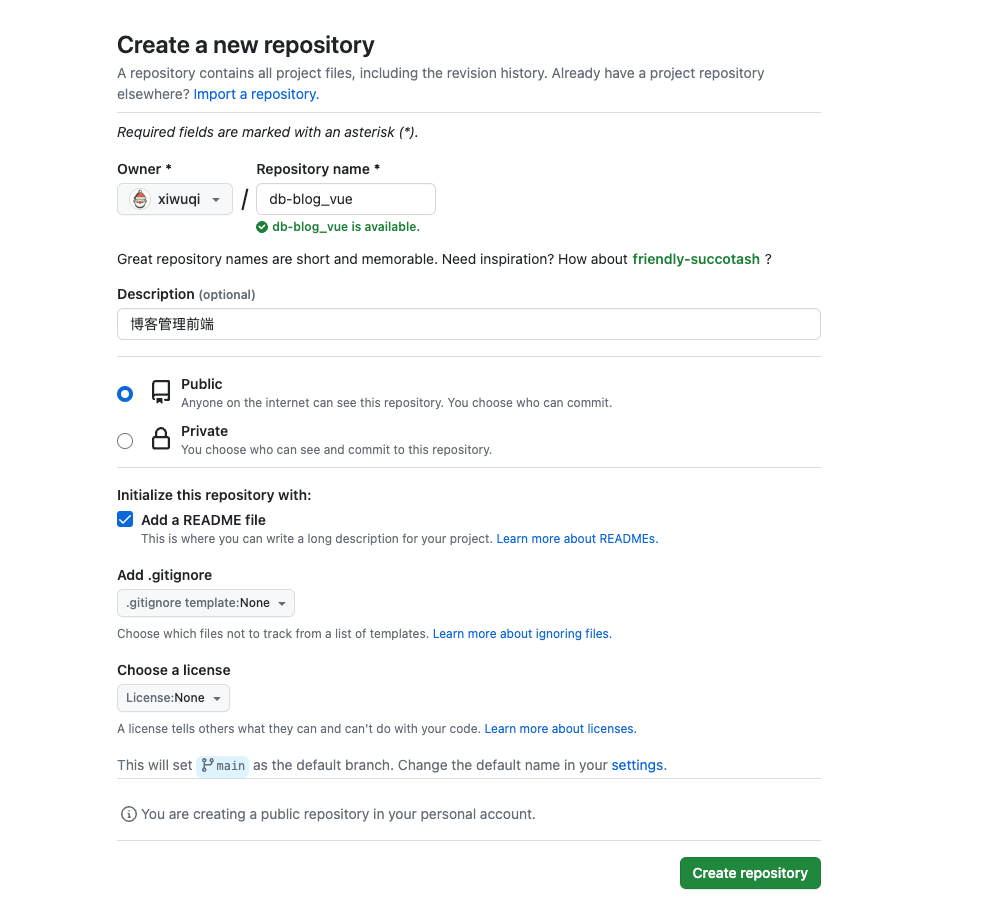 Create a new repository
A repository contains all project files, including the revision history. Already have a project repository
elsewhere? Import a repository.
Required fields are marked with an asterisk (*).
Owner * Repository name *
xiwuqi / db-blog_vue
db-blog_vue is available.
Great repository names are short and memorable. Need inspiration? How about friendly-succotash ?
Description (optional)
博客管理前端
Public
Anyone on the internet can see this repository. You choose who can commit.
Private
You choose who can see and commit to this repository.
Initialize this repository with:
Add a README file
This is where you can write a long description for your project. Learn more about READMEs.
Add .gitignore
.gitignore template:None
Choose which files not to track from a list of templates. Learn more about ignoring files.
Choose a license
License:None
A license tells others what they can and can't do with your code. Learn more about licenses.
This will set main as the default branch. Change the default name in your settings.
You are creating a public repository in your personal account.
Create repository